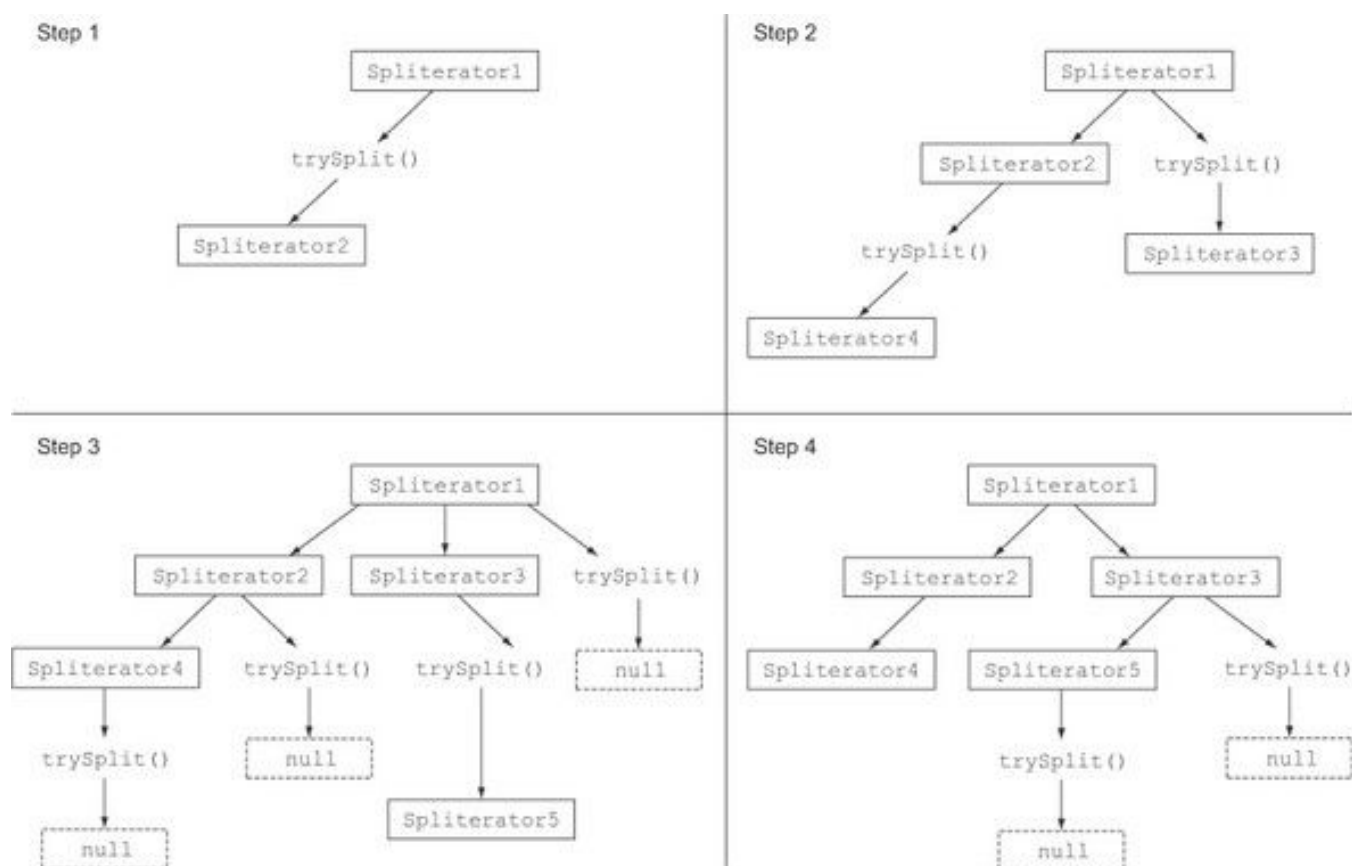 Step 1
Spliterator1
trySplit()
Spliterator2
Step 2
Spliterator1
Spliterator2
trySplit()
trySplit()
Spliterator3
Spliterator4
Step 3
Spliterator1
Spliterator2
Spliterator3
trySplit()
Spliterator4
trySplit()
trySplit()
null
trySplit()
null
Spliterator5
null
Step 4
Spliterator1
Spliterator2
Spliterator3
Spliterator4
Spliterator5
trySplit()
trySplit()
null
null